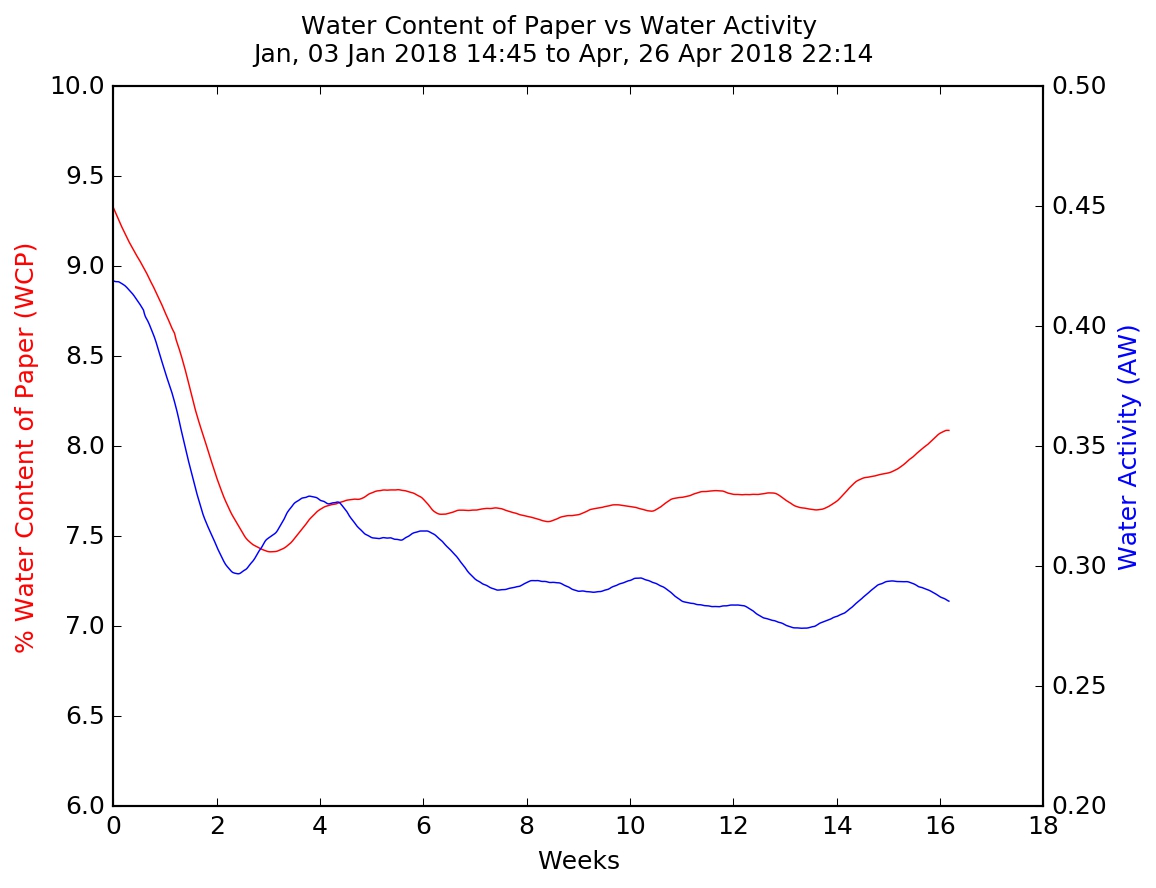 Water Content of Paper vs Water Activity
Jan, 03 Jan 2018 14:45 to Apr, 26 Apr 2018 22:14
10.0
9.5
9.0
8.5
8.0
7.5
7.0
6.5
6.0
% Water Content of Paper (WCP)
0.50
0.45
0.40
0.35
0.30
0.25
0.20
Water Activity (AW)
0 2 4 6 8 10 12 14 16 18
Weeks